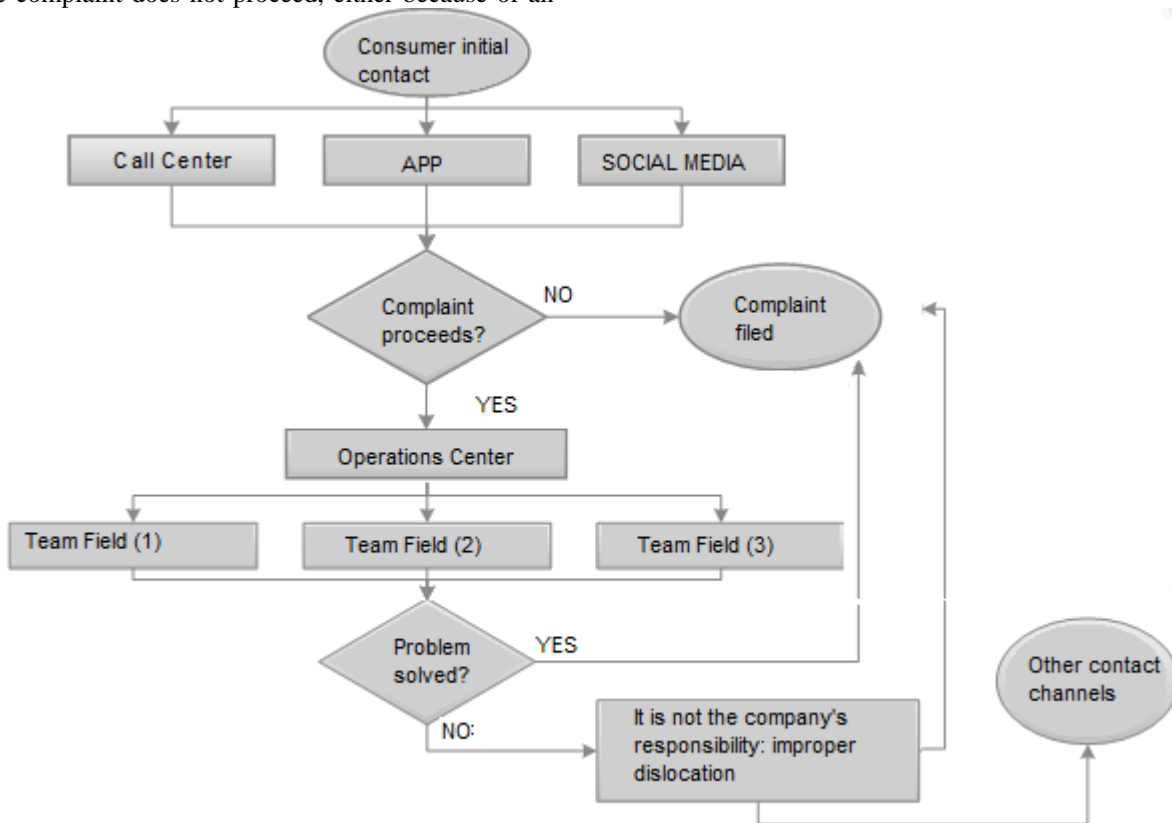 complaint does not proceed, either because of an
Consumer initial
contact
Call Center
APP
SOCIAL MEDIA
Complaint
proceeds?
NO
Complaint
filed
YES
Operations Center
Team Field (1)
Team Field (2)
Team Field (3)
Problem
solved?
YES
NO:
It is not the company's
responsibility: improper
dislocation
Other contact
channels